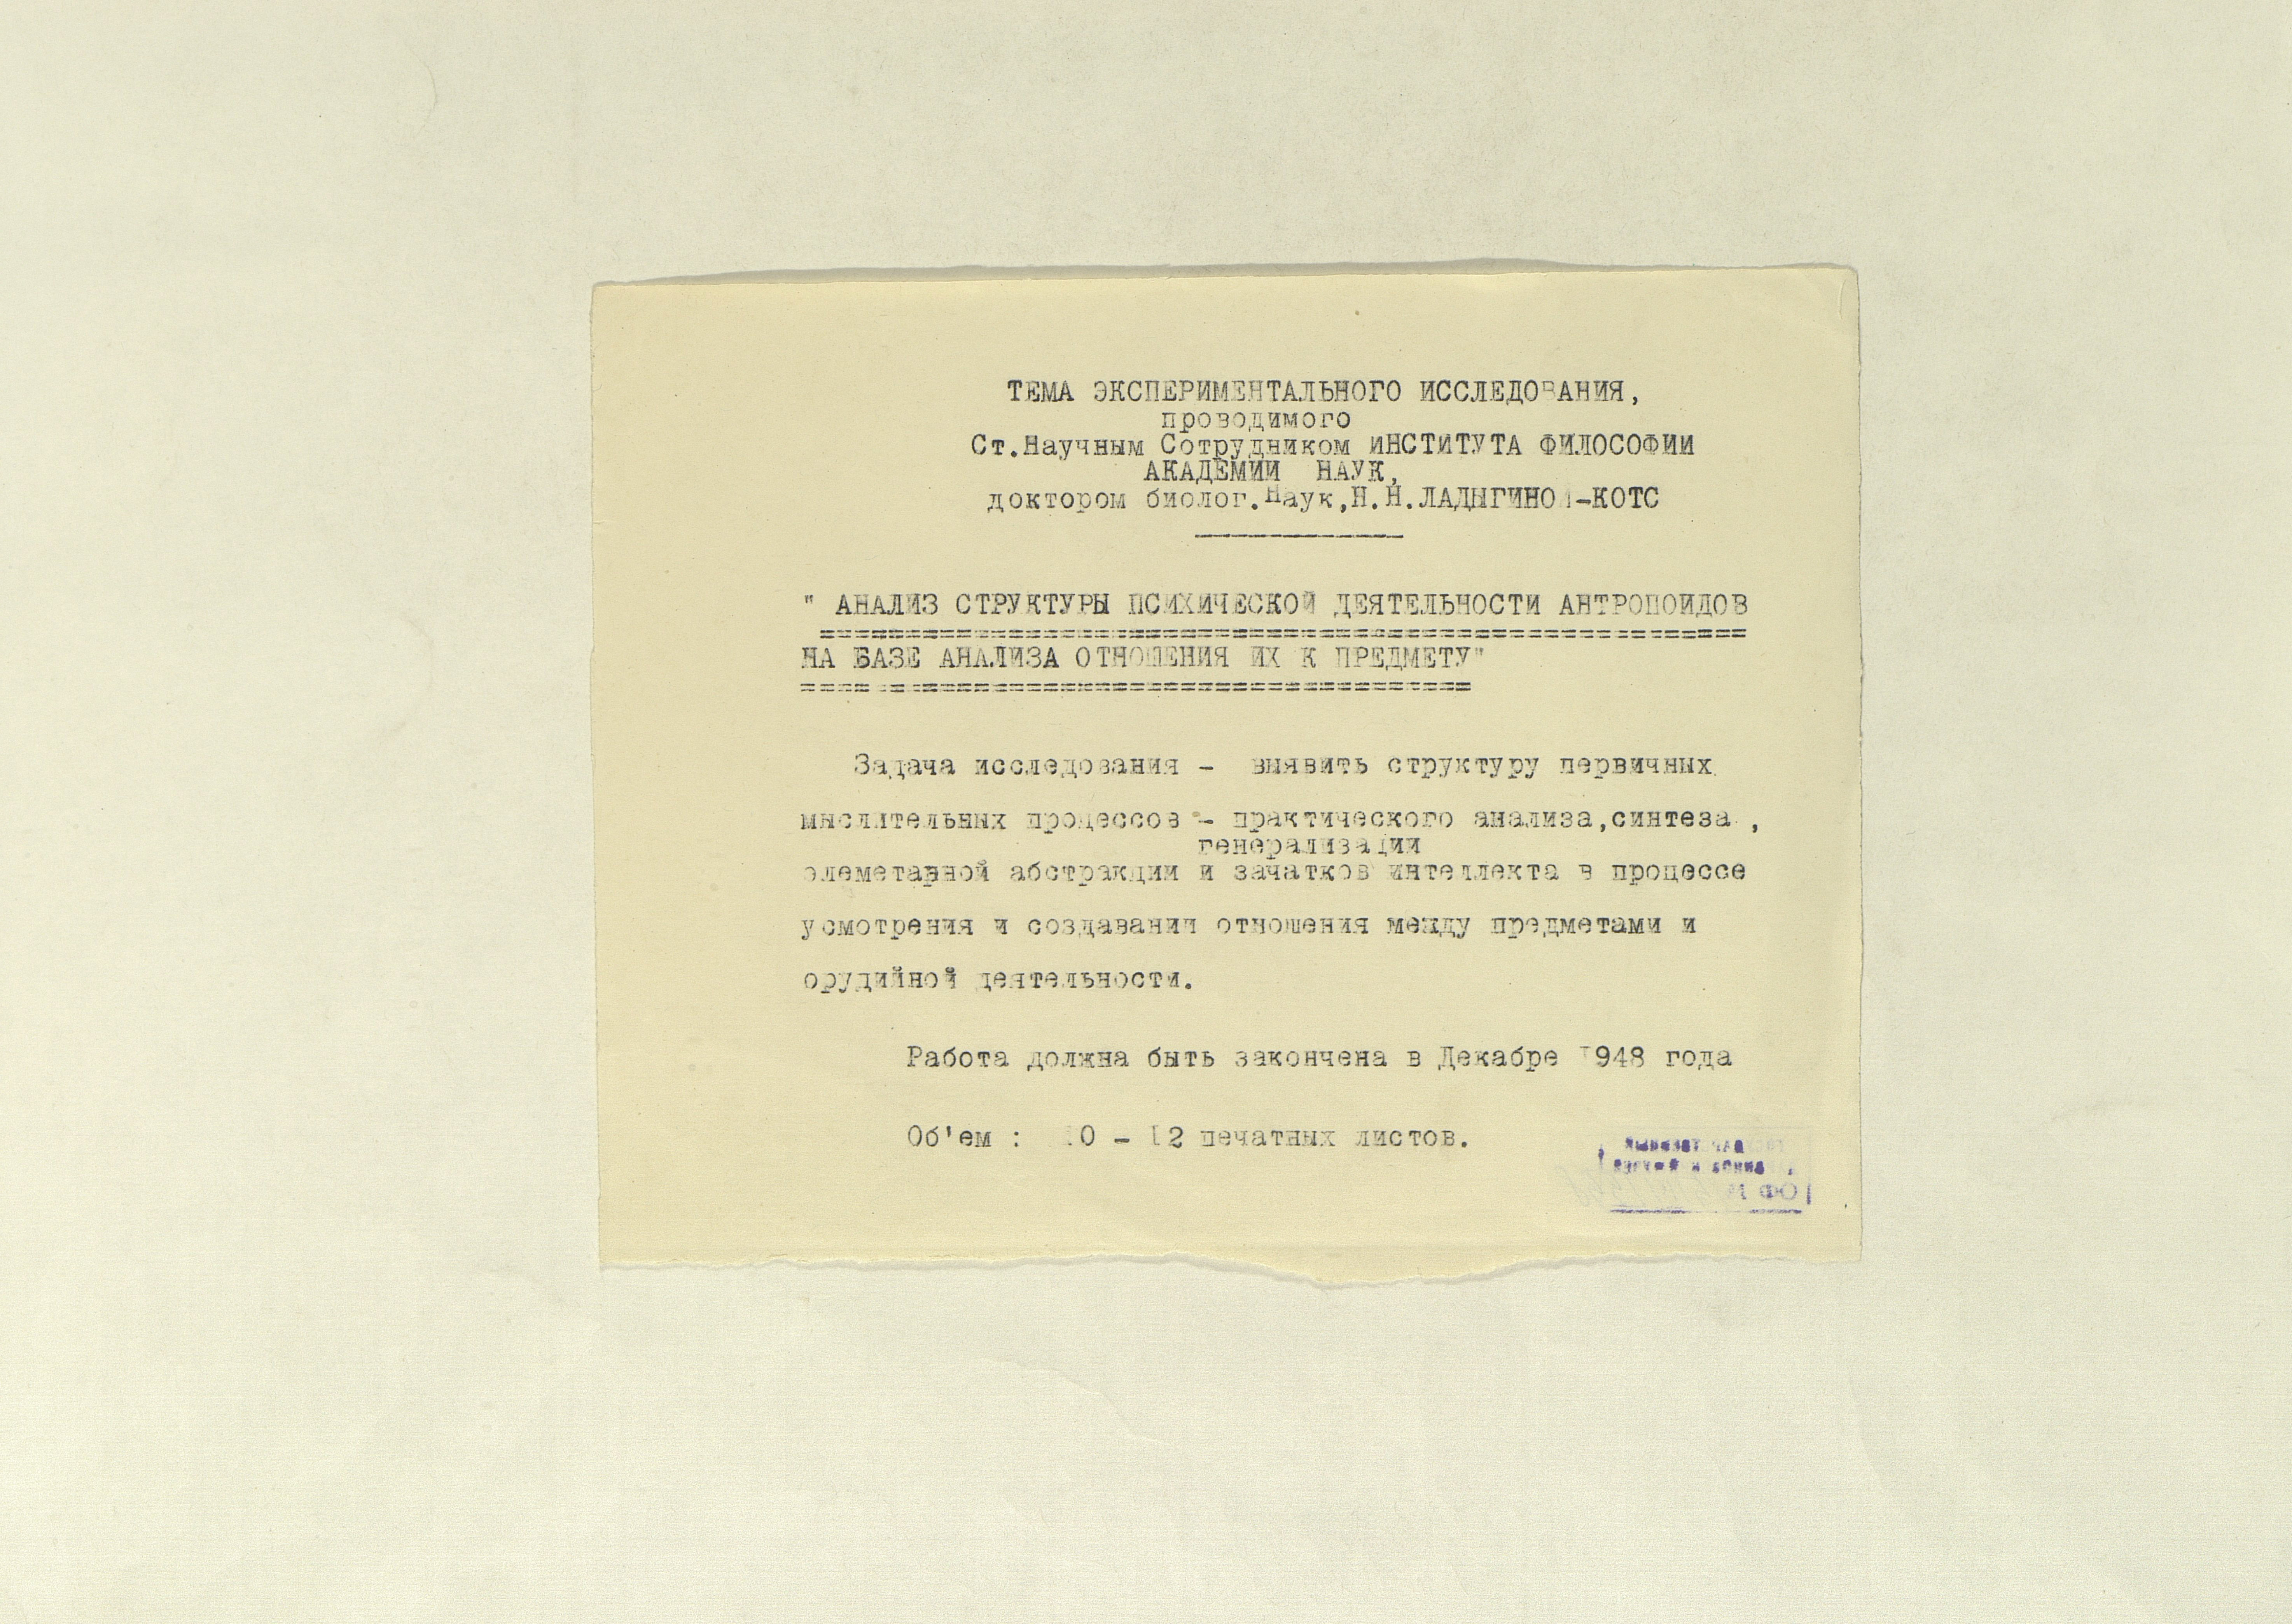 ТЕМА ЭКСПЕРИМЕНТАЛЬНОГО ИССЛЕДОВАНИЯ,
проводимого
Ст.Научным Сотрудником ИНСТИТУТА ФИЛОСОФИИ
АКАДЕМИИ НАУК,
доктором биолог.Наук,Н.Н.ЛАДЫГИНОЙ-КОТС
" АНАЛИЗ СТРУКТУРЫ ПСИХИЧЕСКОЙ ДЕЯТЕЛЬНОСТИ АНТРОПОИДОВ
НА БАЗЕ АНАЛИЗА ОТНОШЕНИЯ ИХ К ПРЕДМЕТУ"
Задача исследования - выявить структуру первичных
мыслительных процессов - практического анализа,синтеза ,
генерализации
элеметарной абстракции и зачатков интеллекта в процессе
усмотрения и создавании отношения между предметами и
орудийной деятельности.
Работа должна быть закончена в Декабре 1948 года
Об'ем : 10 - 12 печатных листов.